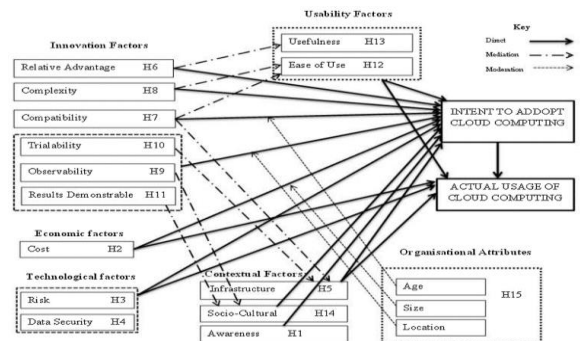 Usability Factors
Usefulness H13
Ease of Use H12
Key
Direct
Mediation
Moderation
Innovation Factors
Relative Advantage H6
Complexity H8
Compatibility H7
Trialability H10
Observability H9
Results Demonstrable H11
INTENT TO ADDOPT
CLOUD COMPUTING
ACTUAL USAGE OF
CLOUD COMPUTING
Economic factors
Cost H2
Technological factors
Risk H3
Data Security H4
Contextual Factors
Infrastructure H5
Socio-Cultural H14
Awareness H1
Organisational Attributes
Age
Size
Location
H15